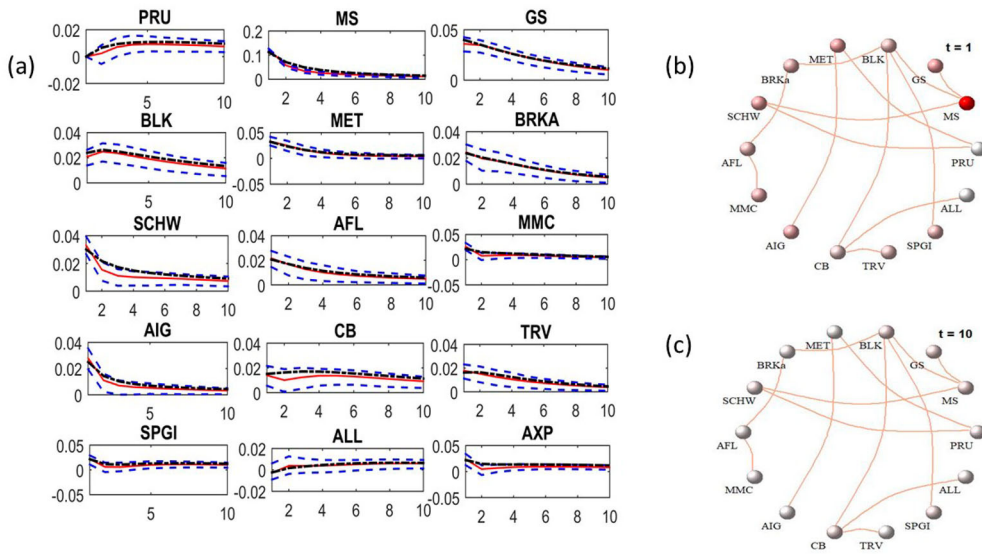 (a)
PRU
0.02
0
-0.02
5
10
MS
0.2
0.1
0
2
4
6
8
10
GS
0.05
0
2
4
6
8
10
BLK
0.04
0.02
0
5
10
MET
0.05
0
-0.05
2
4
6
8
10
BRKA
0.04
0.02
0
2
4
6
8
10
SCHW
0.04
0.02
0
2
4
6
8
10
AFL
0.04
0.02
0
2
4
6
8
10
MMC
0.05
0
-0.05
2
4
6
8
10
AIG
0.04
0.02
0
2
4
6
8
10
CB
0.04
0.02
0
2
4
6
8
10
TRV
0.04
0.02
0
2
4
6
8
10
SPGI
0.05
0
-0.05
5
10
ALL
0.02
0
-0.02
2
4
6
8
10
AXP
0.05
0
-0.05
2
4
6
8
10
(b)
t = 1
MET
BLK
BRKa
GS
SCHW
MS
AFL
PRU
MMC
ALL
AIG
SPGI
CB
TRV
(c)
t = 10
MET
BLK
BRKa
GS
SCHW
MS
AFL
PRU
MMC
ALL
AIG
SPGI
CB
TRV